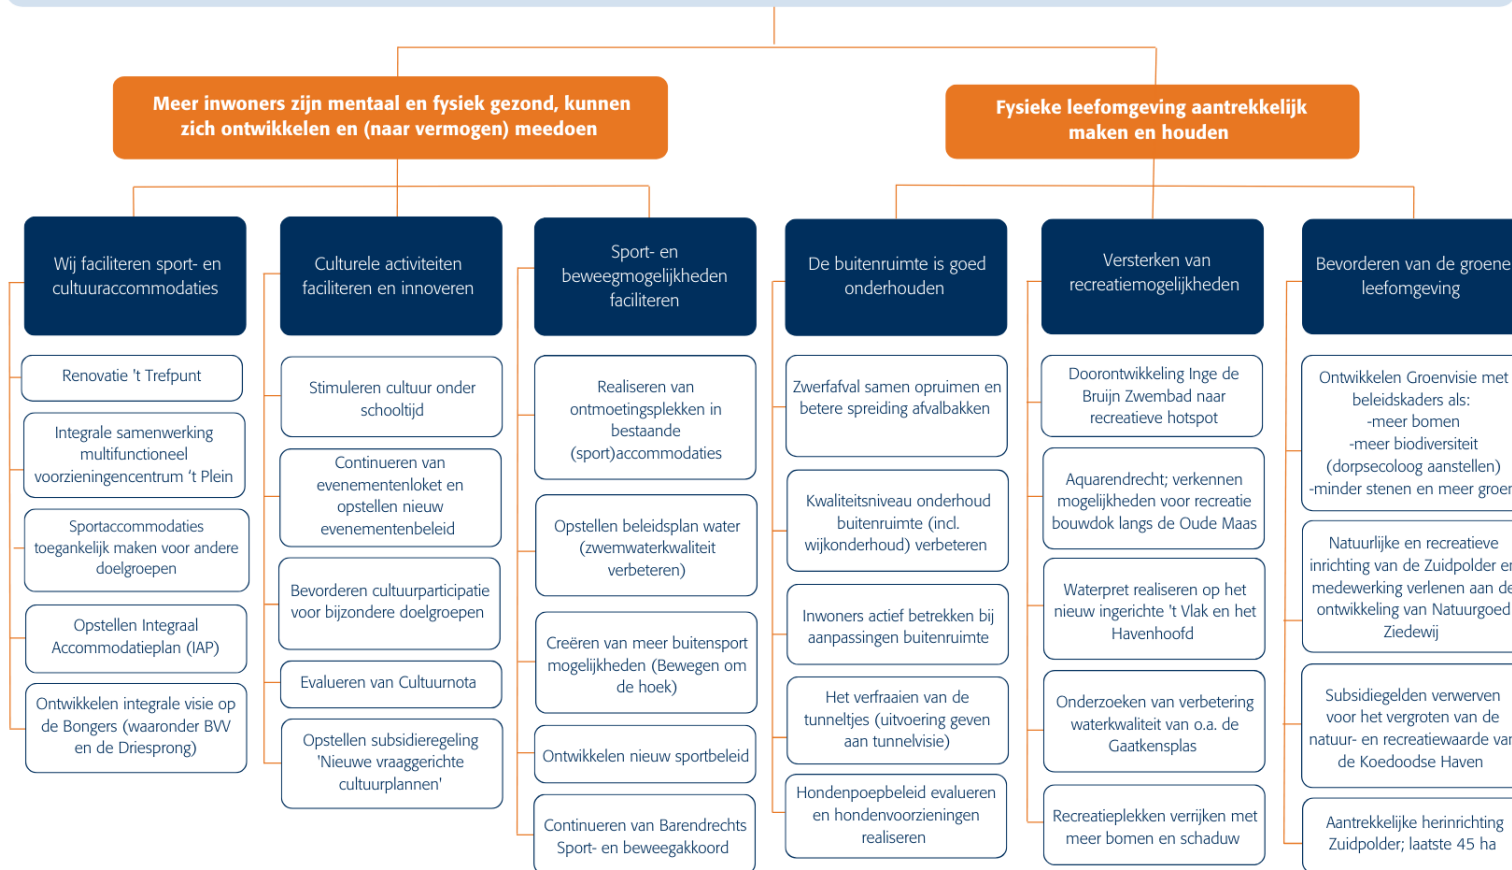 Meer inwoners zijn mentaal en fysiek gezond, kunnen
zich ontwikkelen en (naar vermogen) meedoen
Fysieke leefomgeving aantrekkelijk
maken en houden
Wij faciliteren sport- en
cultuuraccommodaties
Renovatie 't Trefpunt
Integrale samenwerking
multifunctioneel
voorzieningencentrum ‘t Plein
Sportaccommodaties
toegankelijk maken voor andere
doelgroepen
Opstellen Integraal
Accommodatieplan (IAP)
Ontwikkelen integrale visie op
de Bongers (waaronder BVV
en de Driesprong)
Culturele activiteiten
faciliteren en innoveren
Stimuleren cultuur onder
schooltijd
Continueren van
evenementenloket en
opstellen nieuw
evenementenbeleid
Bevorderen cultuurparticipatie
voor bijzondere doelgroepen
Evalueren van Cultuurnota
Opstellen subsidieregeling
'Nieuwe vraaggerichte
cultuurplannen'
Sport- en
beweegmogelijkheden
faciliteren
Realiseren van
ontmoetingsplekken in
bestaande
(sport)accommodaties
Opstellen beleidsplan water
(zwemwaterkwaliteit
verbeteren)
Creëren van meer buitensport
mogelijkheden (Bewegen om
de hoek)
Ontwikkelen nieuw sportbeleid
Continueren van Barendrechts
Sport- en beweegakkoord
De buitenruimte is goed
onderhouden
Zwerfafval samen opruimen en
betere spreiding afvalbakken
Kwaliteitsniveau onderhoud
buitenruimte (incl.
wijkonderhoud) verbeteren
Inwoners actief betrekken bij
aanpassingen buitenruimte
Het verfraaien van de
tunneltjes (uitvoering geven
aan tunnelvisie)
Hondenpoepbeleid evalueren
en hondenvoorzieningen
realiseren
Versterken van
recreatiemogelijkheden
Doorontwikkeling Inge de
Bruijn Zwembad naar
recreatieve hotspot
Aquarendrecht; verkennen
mogelijkheden voor recreatie
bouwdok langs de Oude Maas
Waterpret realiseren op het
nieuw ingerichte 't Vlak en het
Havenhoofd
Onderzoeken van verbetering
waterkwaliteit van o.a. de
Gaatkensplas
Recreatieplekken verrijken met
meer bomen en schaduw
Bevorderen van de groene
leefomgeving
Ontwikkelen Groenvisie met
beleidskaders als:
-meer bomen
-meer biodiversiteit
(dorpsecoloog aanstellen)
-minder stenen en meer groen
Natuurlijke en recreatieve
inrichting van de Zuidpolder en
medewerking verlenen aan de
ontwikkeling van Natuurgoed
Ziedewij
Subsidiegelden verwerven
voor het vergroten van de
natuur- en recreatiewaarde van
de Koedoodse Haven
Aantrekkelijke herinrichting
Zuidpolder; laatste 45 ha